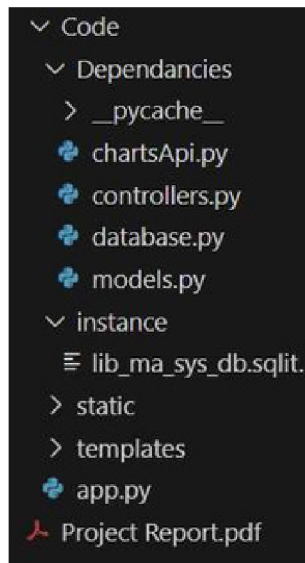 Code
Dependancies
__pycache__
chartsApi.py
controllers.py
database.py
models.py
instance
lib_ma_sys_db.sqlit.
static
templates
app.py
Project Report.pdf